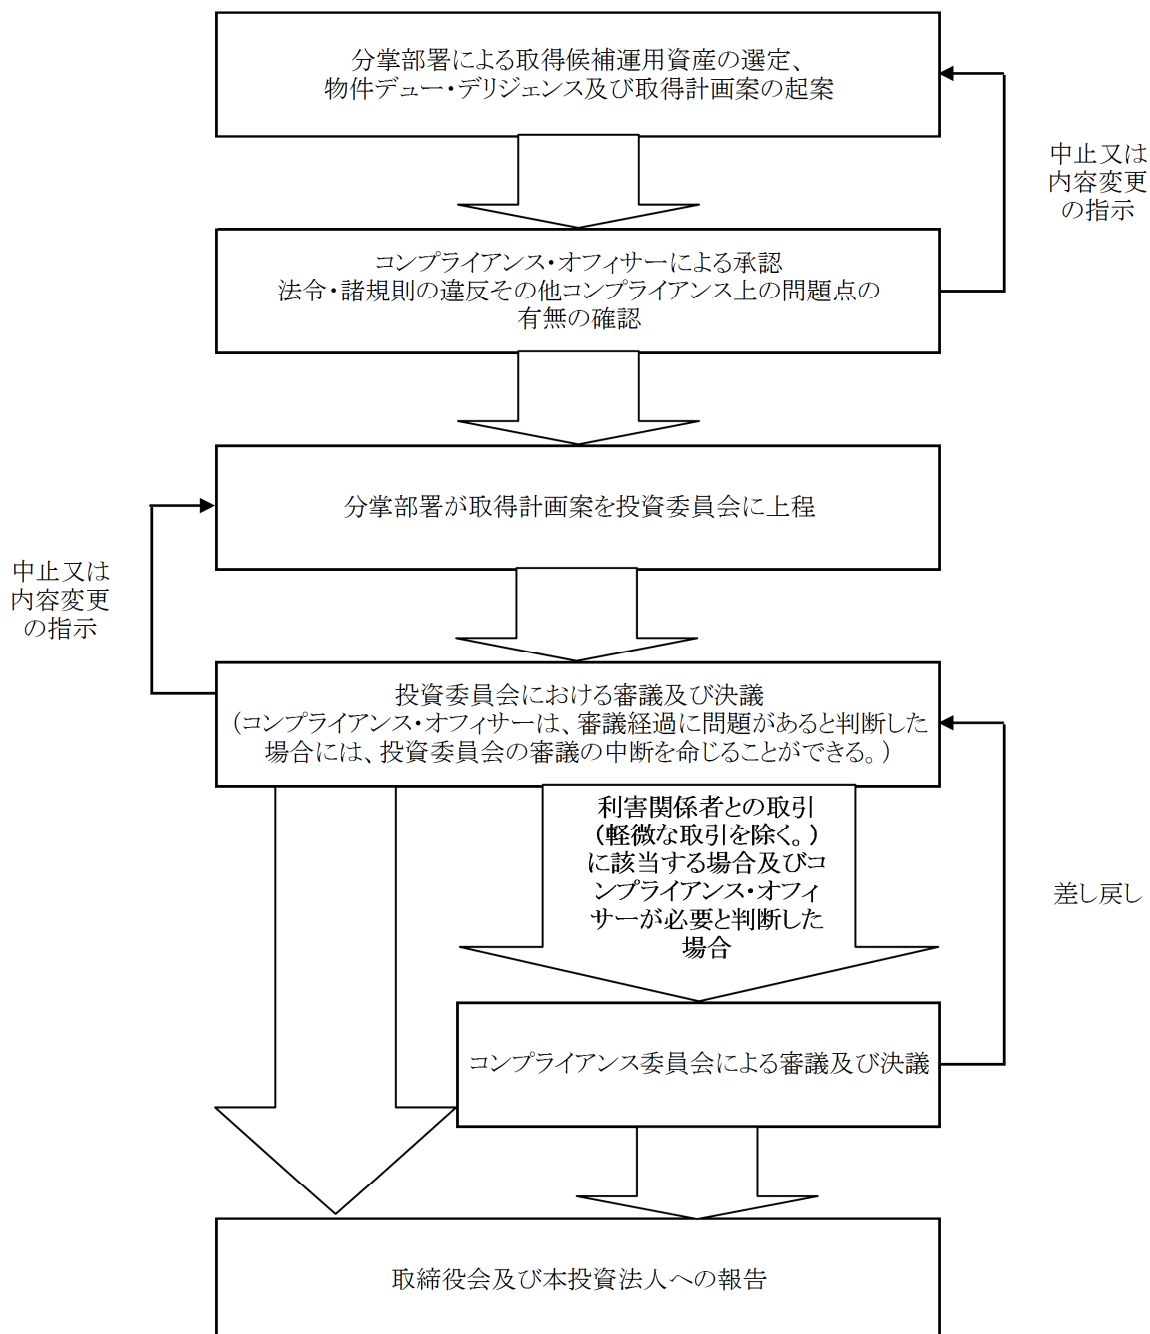 分掌部署による取得候補運用資産の選定、
物件デュー・デリジェンス及び取得計画案の起案
中止又は
内容変更
の指示
コンプライアンス・オフィサーによる承認
法令・諸規則の違反その他コンプライアンス上の問題点の
有無の確認
分掌部署が取得計画案を投資委員会に上程
中止又は
内容変更
の指示
投資委員会における審議及び決議
（コンプライアンス・オフィサーは、審議経過に問題があると判断した
場合には、投資委員会の審議の中断を命じることができる。）
利害関係者との取引
（軽微な取引を除く。）
に該当する場合及びコ
ンプライアンス・オフィ
サーが必要と判断した
場合
差し戻し
コンプライアンス委員会による審議及び決議
取締役会及び本投資法人への報告